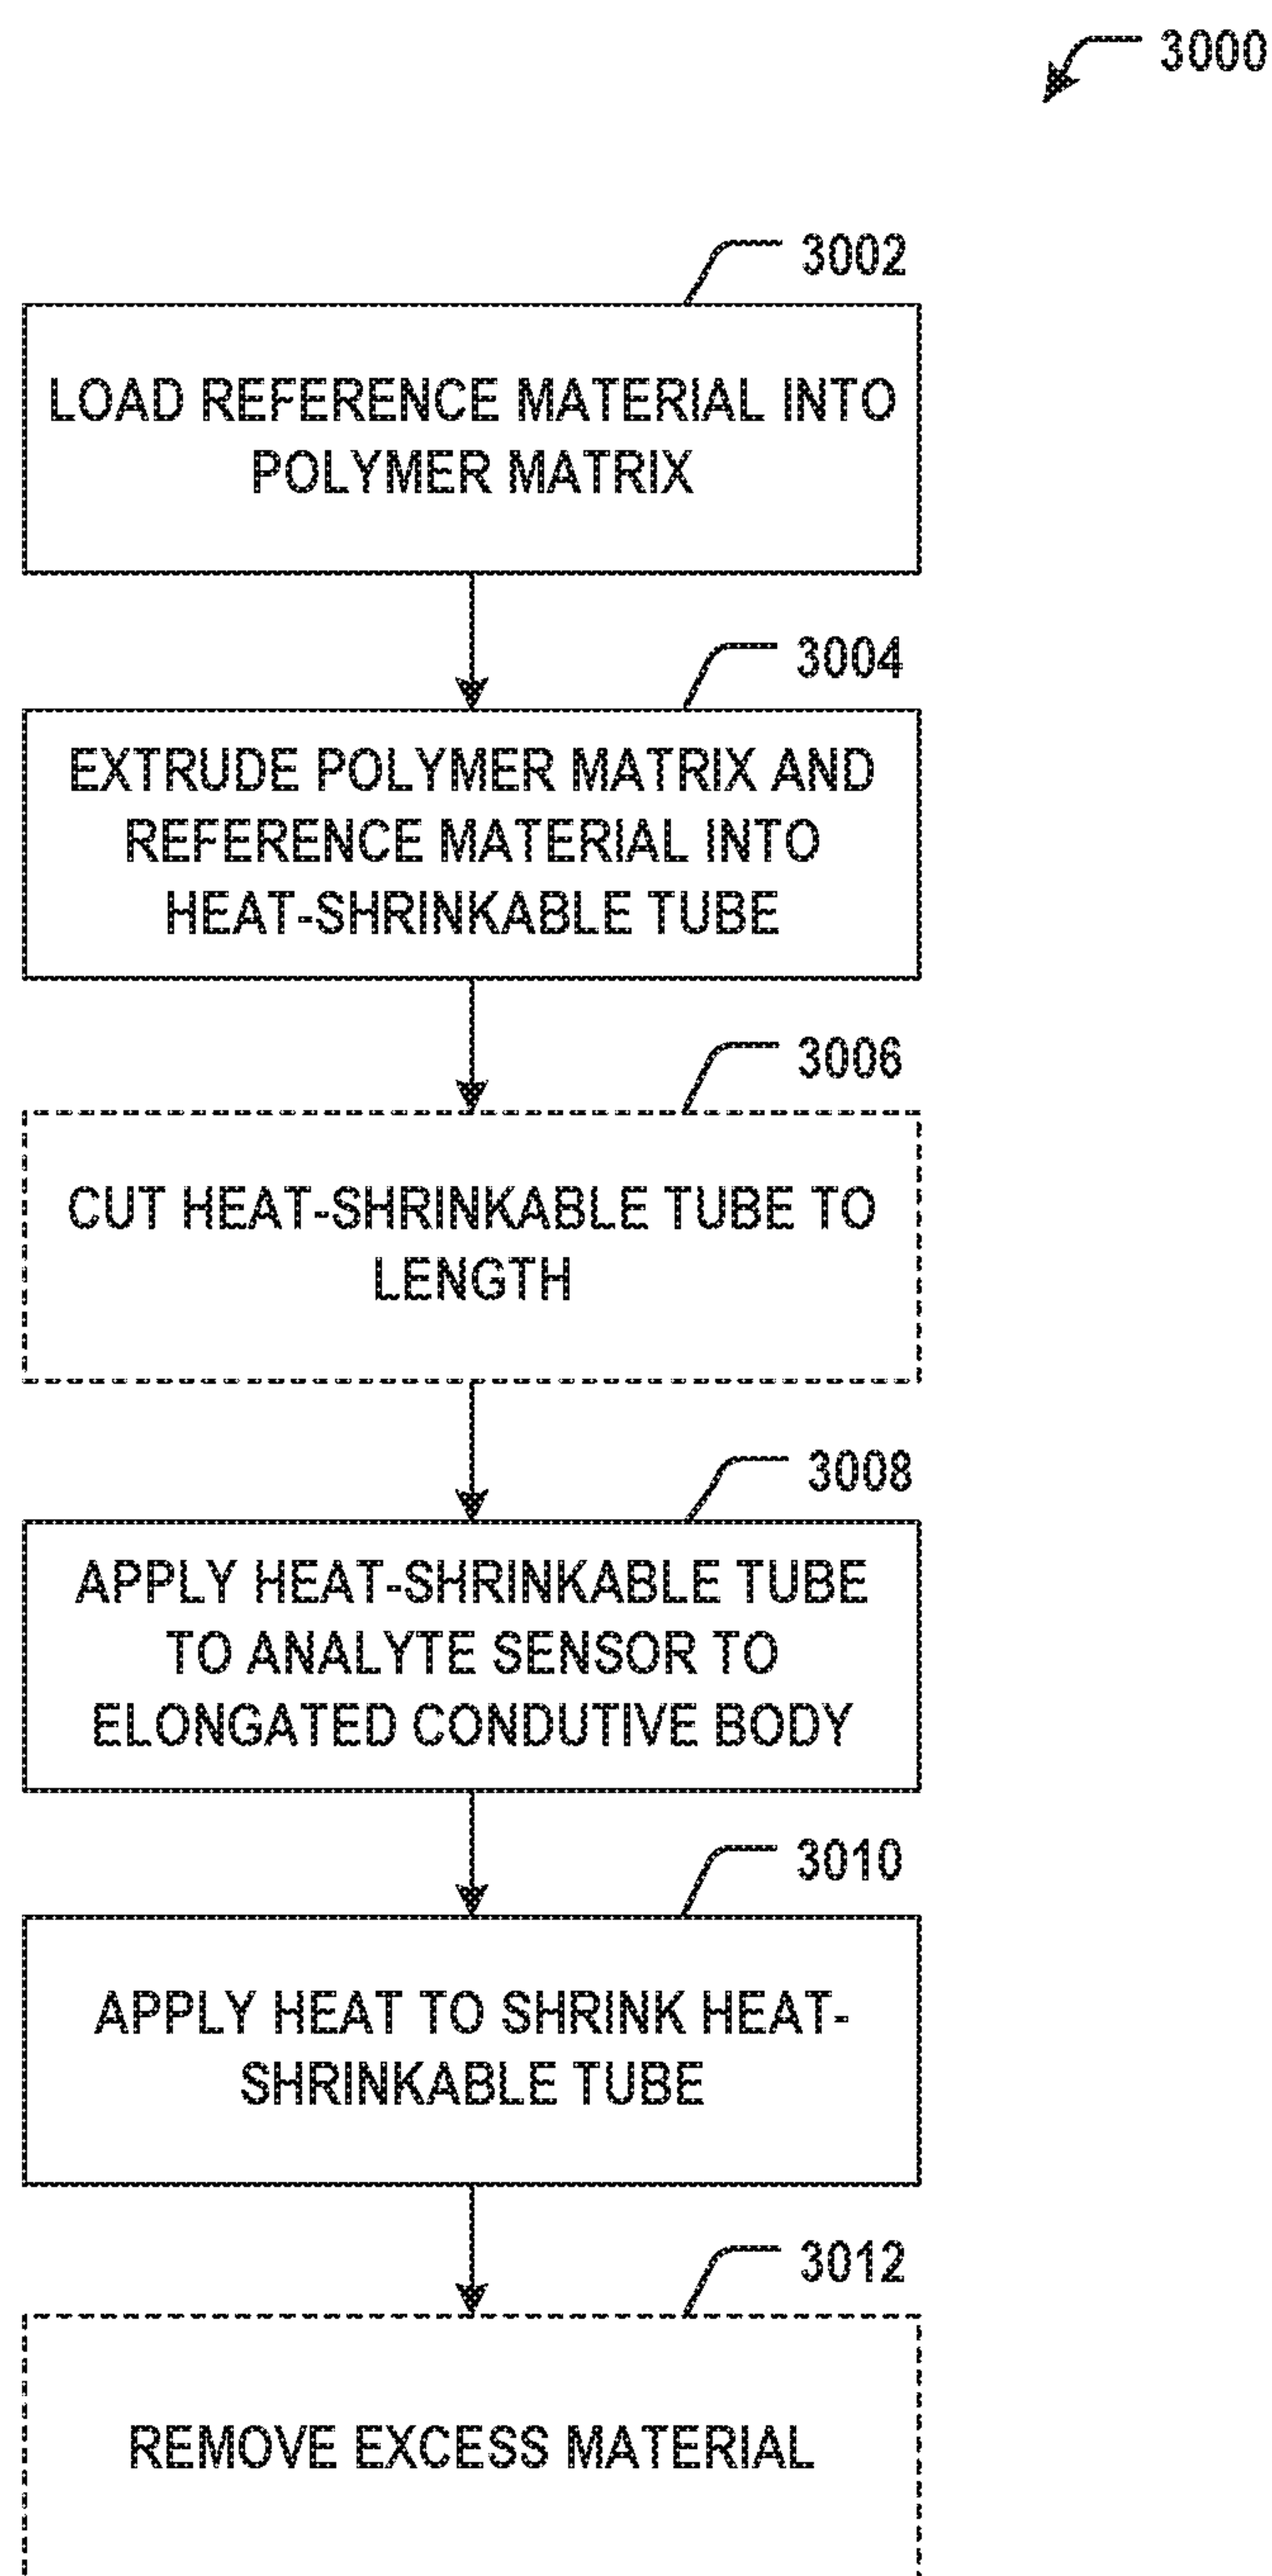 3000
3002
LOAD REFERENCE MATERIAL INTO
POLYMER MATRIX
3004
EXTRUDE POLYMER MATRIX AND
REFERENCE MATERIAL INTO
HEAT-SHRINKABLE TUBE
3006
CUT HEAT-SHRINKABLE TUBE TO
LENGTH
3008
APPLY HEAT-SHRINKABLE TUBE
TO ANALYTE SENSOR TO
ELONGATED CONDUTIVE BODY
3010
APPLY HEAT TO SHRINK HEAT-
SHRINKABLE TUBE
3012
REMOVE EXCESS MATERIAL